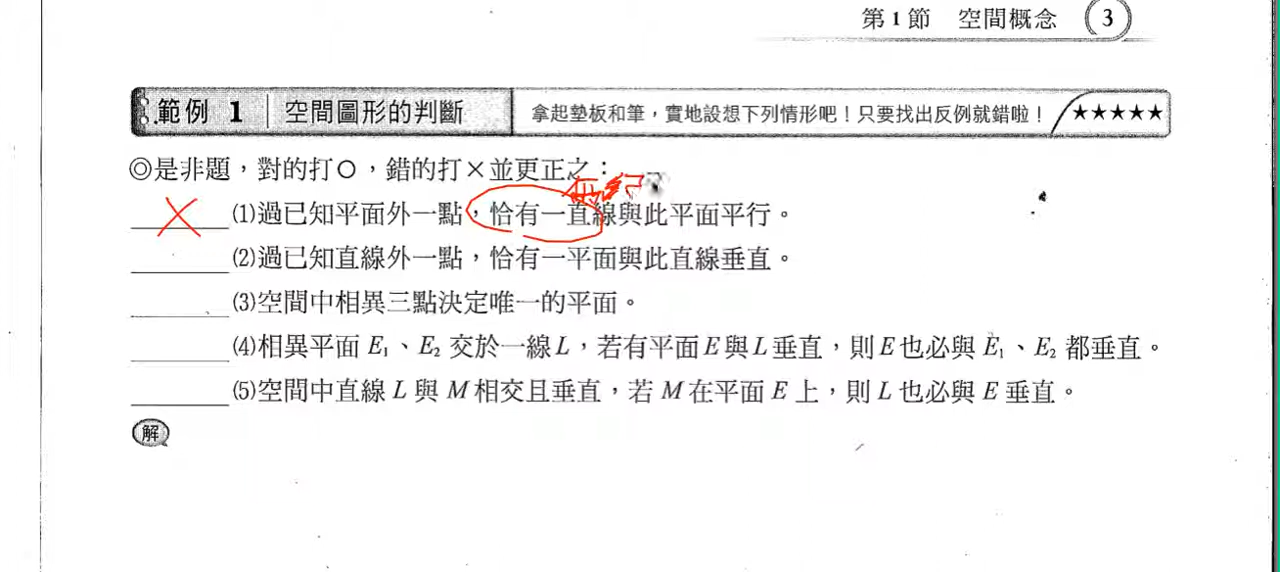 第1節 空間概念 3
範例 1 空間圖形的判斷 拿起墊板和筆,實地設想下列情形吧!只要找出反例就錯啦! ★★★★★
◎是非題,對的打○,錯的打×並更正之:
×
⑴過已知平面外一點,恰有一直線與此平面平行。
⑵過已知直線外一點,恰有一平面與此直線垂直。
⑶空間中相異三點決定唯一的平面。
⑷相異平面 E₁、E₂ 交於一線 L,若有平面 E 與 L 垂直,則 E 也必與 E₁、E₂ 都垂直。
⑸空間中直線 L 與 M 相交且垂直,若 M 在平面 E 上,則 L 也必與 E 垂直。
解